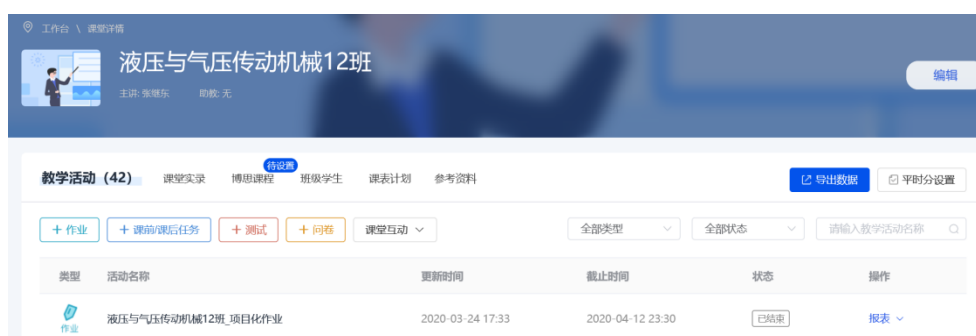 工作台 \ 课堂详情
液压与气压传动机械12班
主讲: 张继东 助教: 无
编辑
待设置
教学活动（42） 课堂实录 博思课程 班级学生 课表计划 参考资料 导出数据 平时分设置
+ 作业 + 课前/课后任务 + 测试 + 问卷 课堂互动 全部类型 全部状态 请输入教学活动名称
类型 活动名称 更新时间 截止时间 状态 操作
作业 液压与气压传动机械12班_项目化作业 2020-03-24 17:33 2020-04-12 23:30 已结束 报表